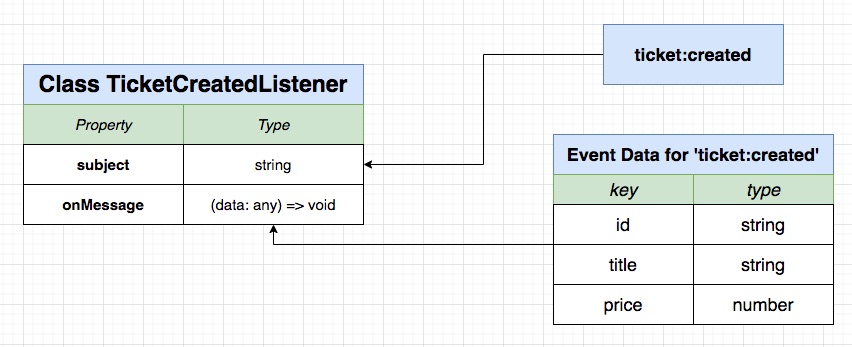 ticket:created
Class TicketCreatedListener
Property Type
subject string
onMessage (data: any) => void
Event Data for 'ticket:created'
key type
id string
title string
price number